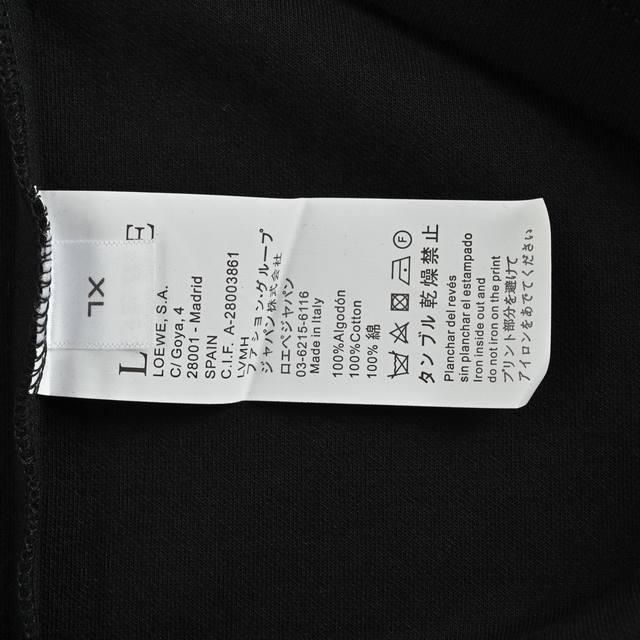 XL
L E
LOEWE, S.A.
C/ Goya, 4
28001 - Madrid
SPAIN
C.I.F. A-28003861
LVMH
ファション・グループ
ジャパン株式会社
ロエベジャパン
03-6215-6116
Made in Italy
100%Algodón
100%Cotton
100% 綿
タンブル乾燥禁止
Planchar del revés
sin planchar al estampado
Iron inside out and
do not iron on the print
プリント部分を避けて
アイロンをあてでください